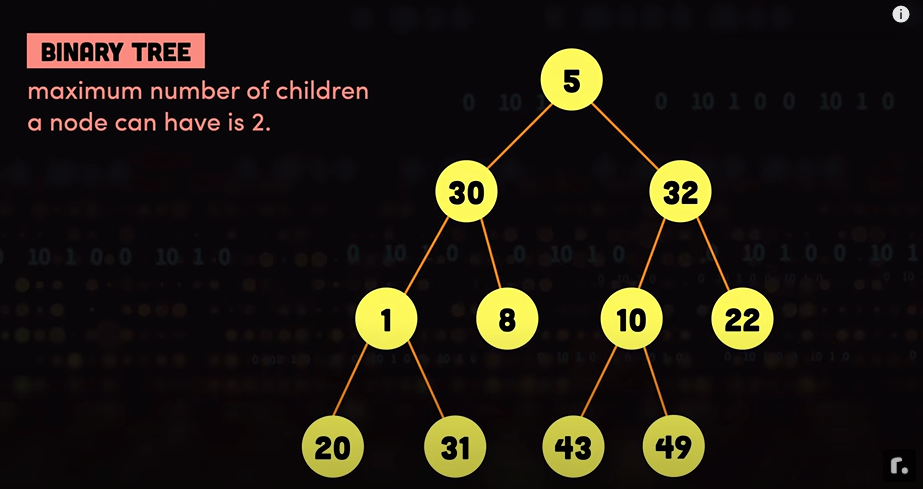 BINARY TREE
maximum number of children
a node can have is 2.
5
30
32
1
8
10
22
20
31
43
49
i
r.